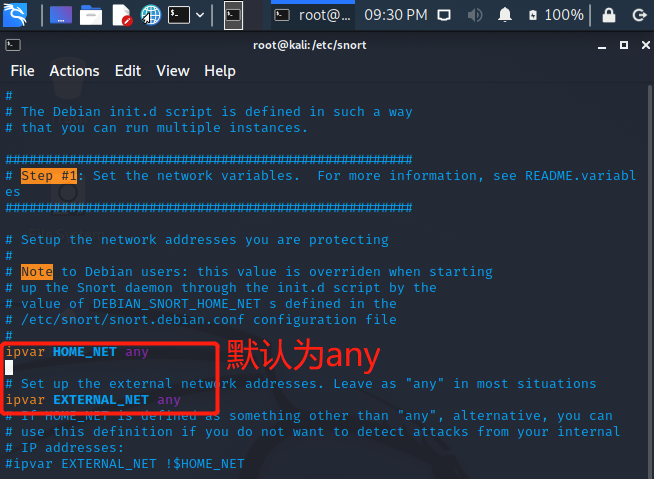 root@...
09:30 PM
100%
root@kali:/etc/snort
File Actions Edit View Help
#
# The Debian init.d script is defined in such a way
# that you can run multiple instances.
###################################################
# Step #1: Set the network variables.  For more information, see README.variabl
es
###################################################
# Setup the network addresses you are protecting
#
# Note to Debian users: this value is overriden when starting
# up the Snort daemon through the init.d script by the
# value of DEBIAN_SNORT_HOME_NET s defined in the
# /etc/snort/snort.debian.conf configuration file
#
ipvar HOME_NET any
默认为any
# Set up the external network addresses. Leave as "any" in most situations
ipvar EXTERNAL_NET any
# If HOME_NET is defined as something other than "any", alternative, you can
# use this definition if you do not want to detect attacks from your internal
# IP addresses:
#ipvar EXTERNAL_NET !$HOME_NET